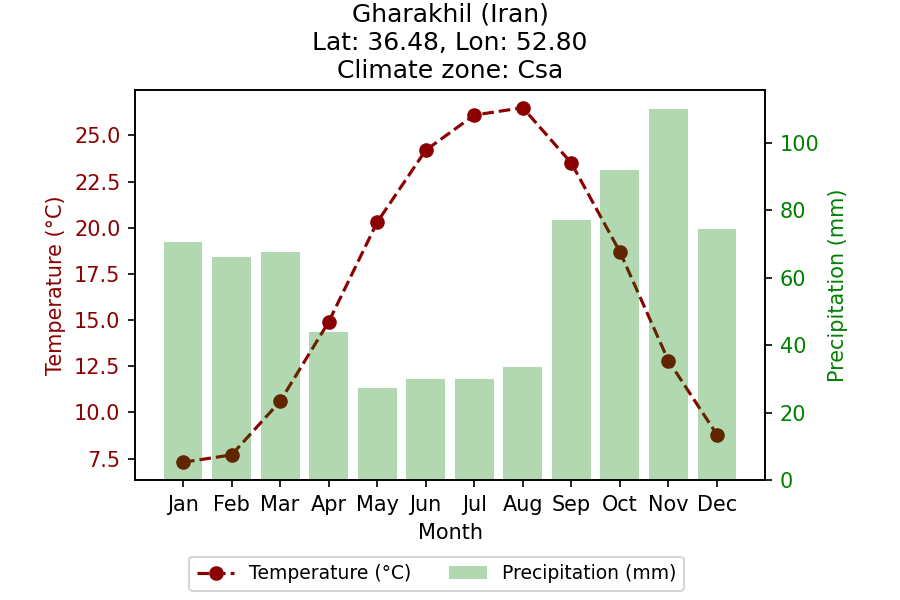 Gharakhil (Iran)
Lat: 36.48, Lon: 52.80
Climate zone: Csa
Temperature (°C)
25.0
22.5
20.0
17.5
15.0
12.5
10.0
7.5
Precipitation (mm)
100
80
60
40
20
0
Jan Feb Mar Apr May Jun Jul Aug Sep Oct Nov Dec
Month
Temperature (°C) Precipitation (mm)